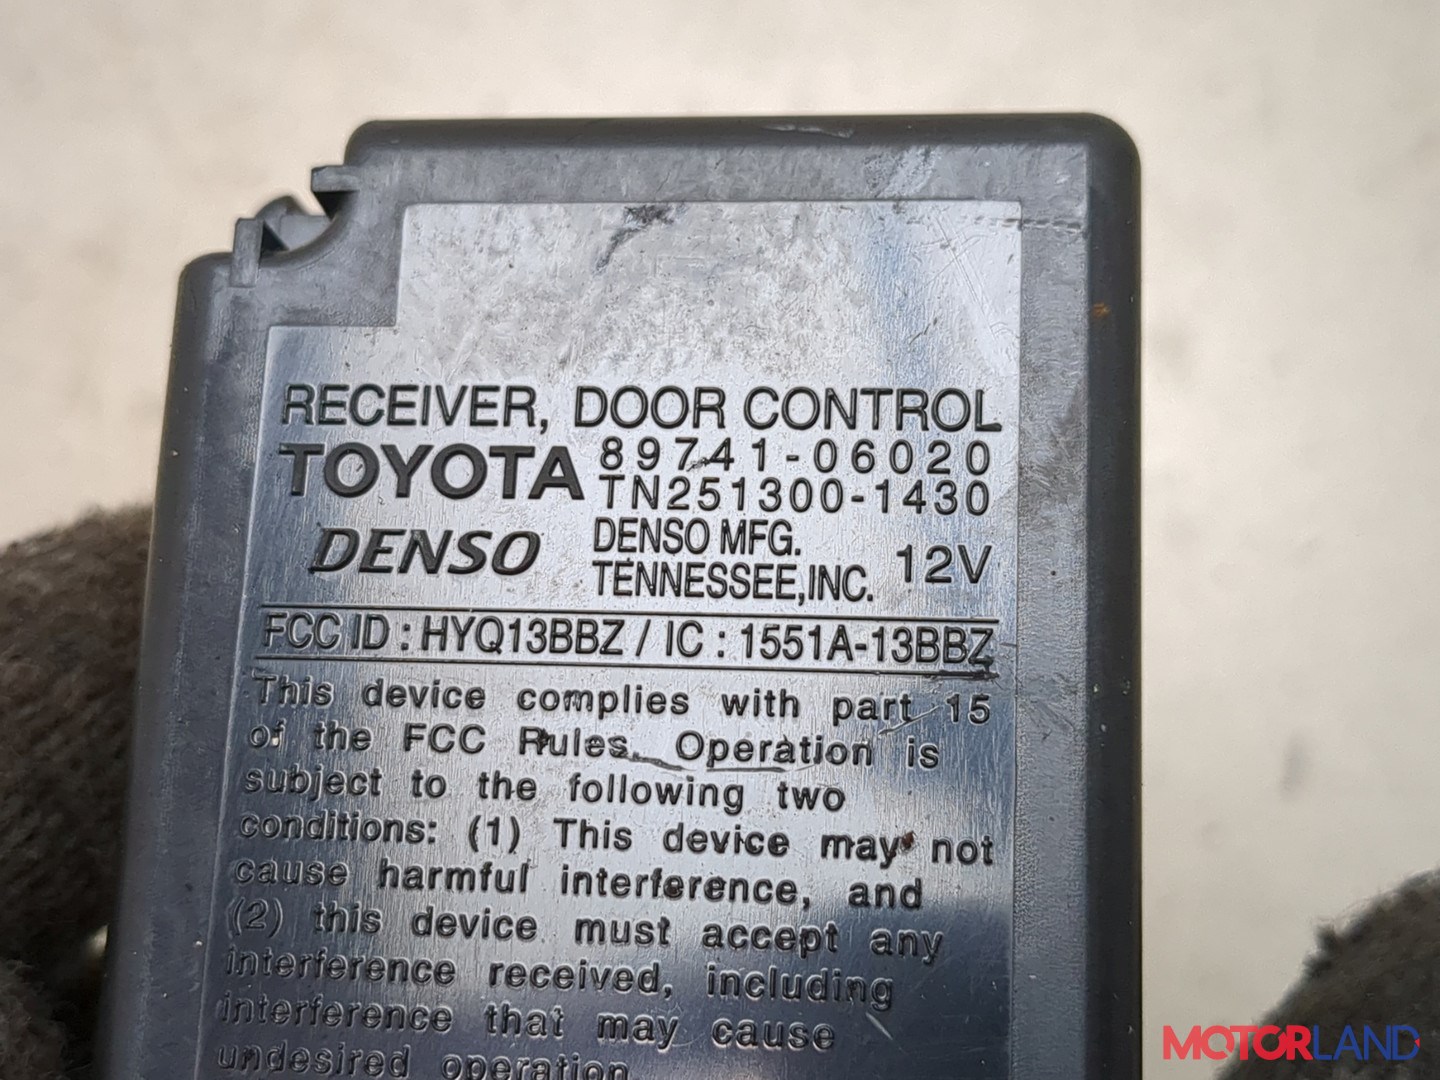 RECEIVER, DOOR CONTROL
TOYOTA 89741-06020
TN251300-1430
DENSO DENSO MFG.
TENNESSEE,INC. 12V
FCC ID : HYQ13BBZ / IC : 1551A-13BBZ
This device complies with part 15
of the FCC Rules. Operation is
subject to the following two
conditions: (1) This device may not
cause harmful interference, and
(2) this device must accept any
interference received, including
interference that may cause
undesired operation.
MOTORLAND